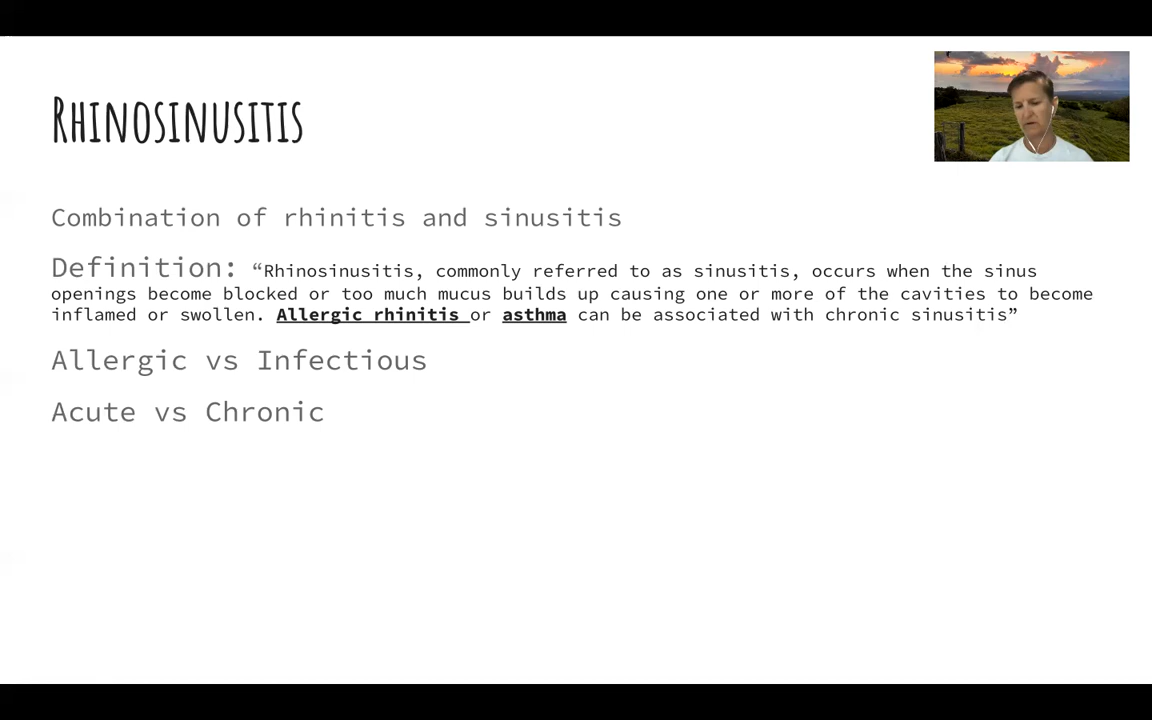 Rhinosinusitis
Combination of rhinitis and sinusitis
Definition: “Rhinosinusitis, commonly referred to as sinusitis, occurs when the sinus
openings become blocked or too much mucus builds up causing one or more of the cavities to become
inflamed or swollen. Allergic rhinitis or asthma can be associated with chronic sinusitis”
Allergic vs Infectious
Acute vs Chronic